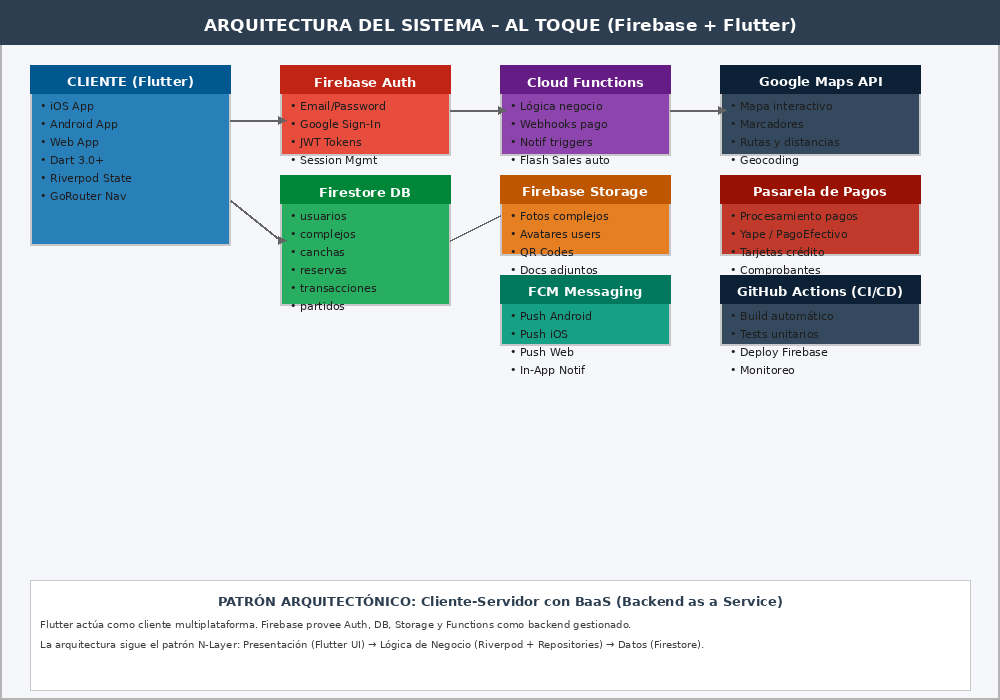 ARQUITECTURA DEL SISTEMA – AL TOQUE (Firebase + Flutter)
CLIENTE (Flutter)
• iOS App
• Android App
• Web App
• Dart 3.0+
• Riverpod State
• GoRouter Nav
Firebase Auth
• Email/Password
• Google Sign-In
• JWT Tokens
• Session Mgmt
Cloud Functions
• Lógica negocio
• Webhooks pago
• Notif triggers
• Flash Sales auto
Google Maps API
• Mapa interactivo
• Marcadores
• Rutas y distancias
• Geocoding
Firestore DB
• usuarios
• complejos
• canchas
• reservas
• transacciones
• partidos
Firebase Storage
• Fotos complejos
• Avatares users
• QR Codes
• Docs adjuntos
Pasarela de Pagos
• Procesamiento pagos
• Yape / PagoEfectivo
• Tarjetas crédito
• Comprobantes
FCM Messaging
• Push Android
• Push iOS
• Push Web
• In-App Notif
GitHub Actions (CI/CD)
• Build automático
• Tests unitarios
• Deploy Firebase
• Monitoreo
PATRÓN ARQUITECTÓNICO: Cliente-Servidor con BaaS (Backend as a Service)
Flutter actúa como cliente multiplataforma. Firebase provee Auth, DB, Storage y Functions como backend gestionado.
La arquitectura sigue el patrón N-Layer: Presentación (Flutter UI) → Lógica de Negocio (Riverpod + Repositories) → Datos (Firestore).